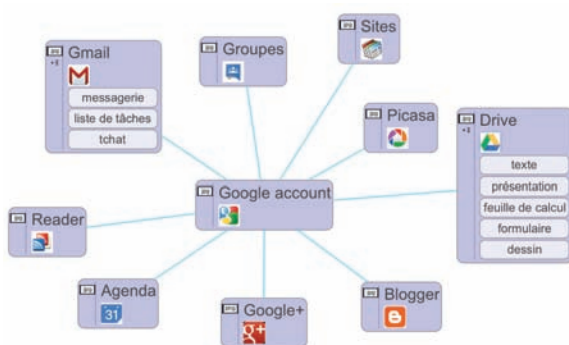 Gmail
messagerie
liste de tâches
tchat
Groupes
Sites
Picasa
Drive
texte
présentation
feuille de calcul
formulaire
dessin
Google account
Reader
Agenda
31
Google+
g+
Blogger